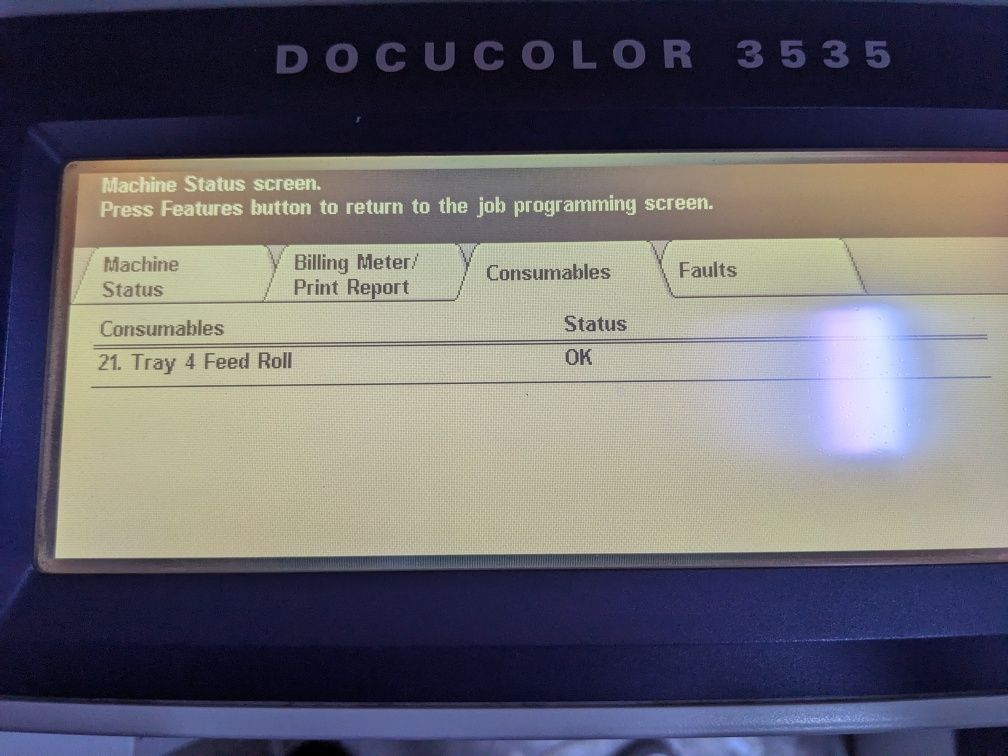 DOCUCOLOR 3535
Machine Status screen.
Press Features button to return to the job programming screen.
Machine
Status
Billing Meter/
Print Report
Consumables
Faults
Consumables Status
21. Tray 4 Feed Roll OK